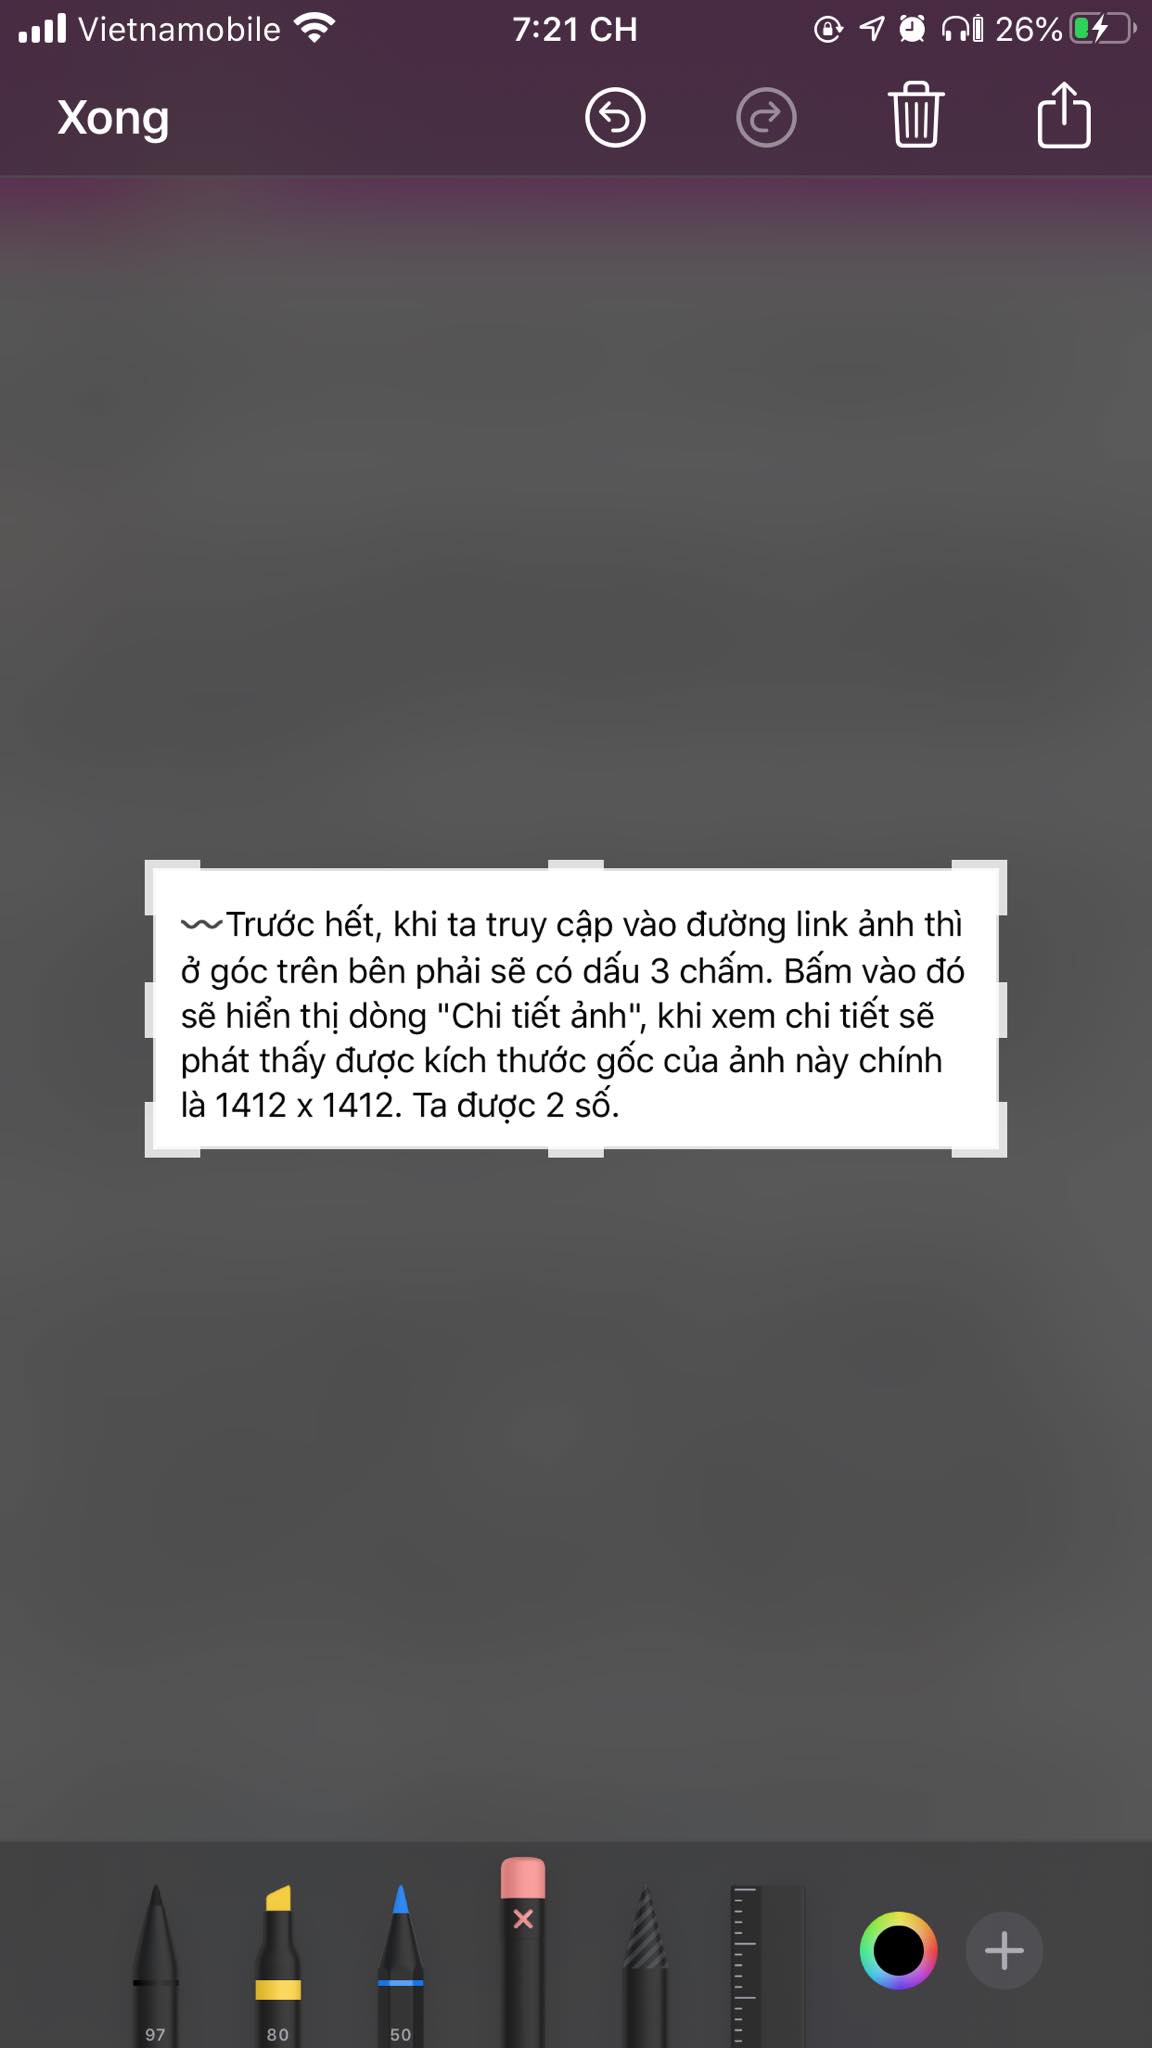 Vietnamobile 7:21 CH 26%
Xong
Trước hết, khi ta truy cập vào đường link ảnh thì
ở góc trên bên phải sẽ có dấu 3 chấm. Bấm vào đó
sẽ hiển thị dòng "Chi tiết ảnh", khi xem chi tiết sẽ
phát thấy được kích thước gốc của ảnh này chính
là 1412 x 1412. Ta được 2 số.
97 80 50